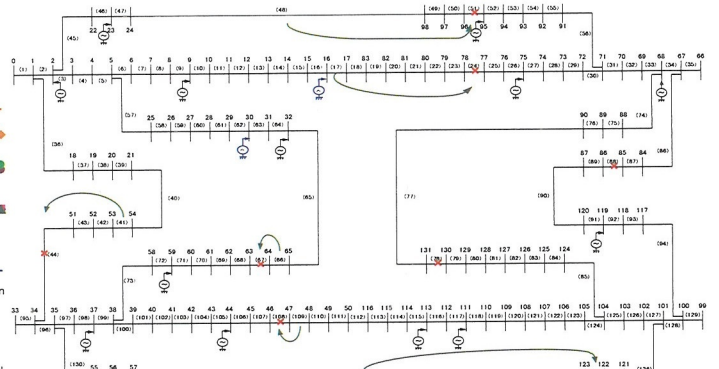 (46) (47) (48) (49) (50) (51) (52) (53) (54) (55)
22 23 24 98 97 96 95 94 93 92 91
(45) (56)
0 1 2 3 4 5 6 7 8 9 10 11 12 13 14 15 16 17 18 19 20 21 80 79 78 77 76 75 74 73 72 71 70 69 68 67 66
(1) (2) (3) (4) (5) (6) (7) (8) (9) (10) (11) (12) (13) (14) (15) (16) (17) (18) (19) (20) (21) (22) (23) (24) (25) (26) (27) (28) (29) (30) (31) (32) (33) (34) (35)
(57) (74)
25 26 27 28 29 30 31 32 90 89 88
(58) (59) (60) (61) (62) (63) (64) (76) (75)
(36) (86)
18 19 20 21 87 86 85 84
(37) (38) (39) (89) (88) (87)
(40) (65) (77) (90)
51 52 53 54 120 119 118 117
(43) (42) (41) (91) (92) (93)
(44) (94)
58 59 60 61 62 63 64 65 131 130 129 128 127 126 125 124
(72) (71) (70) (69) (68) (67) (66) (78) (79) (80) (81) (82) (83) (84)
(73) (85)
33 34 35 36 37 38 39 40 42 43 44 45 46 47 48 49 50 116 115 114 113 112 111 110 109 108 107 106 105 104 103 102 101 100 99
(95) (97) (98) (99) (101) (102) (103) (104) (105) (106) (107) (108) (109) (110) (111) (112) (113) (114) (115) (116) (117) (118) (119) (120) (121) (122) (123) (125) (126) (127) (129)
(96) (100) (124) (128)
(130) 55 56 57 123 122 121